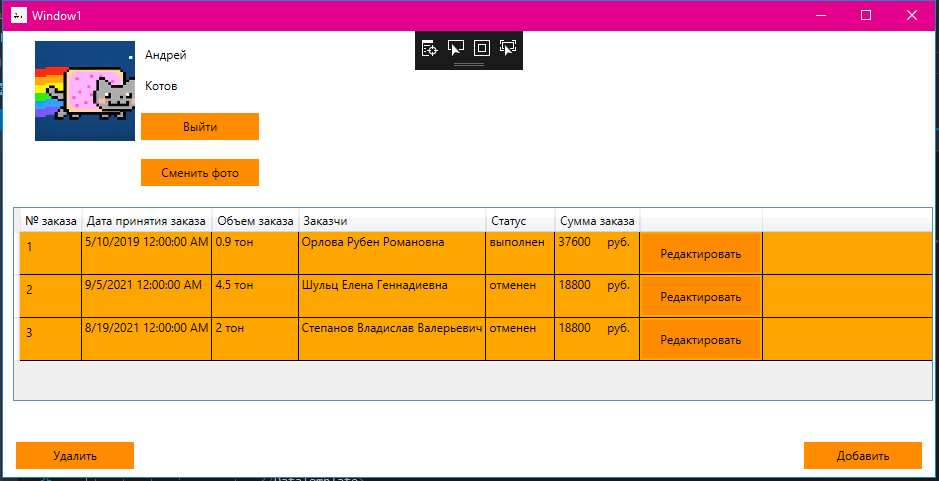 Window1
Андрей
Котов
Выйти
Сменить фото
№ заказа Дата принятия заказа Объем заказа Заказчи Статус Сумма заказа
1 5/10/2019 12:00:00 AM 0.9 тон Орлова Рубен Романовна выполнен 37600 руб. Редактировать
2 9/5/2021 12:00:00 AM 4.5 тон Шульц Елена Геннадиевна отменен 18800 руб. Редактировать
3 8/19/2021 12:00:00 AM 2 тон Степанов Владислав Валерьевич отменен 18800 руб. Редактировать
Удалить Добавить